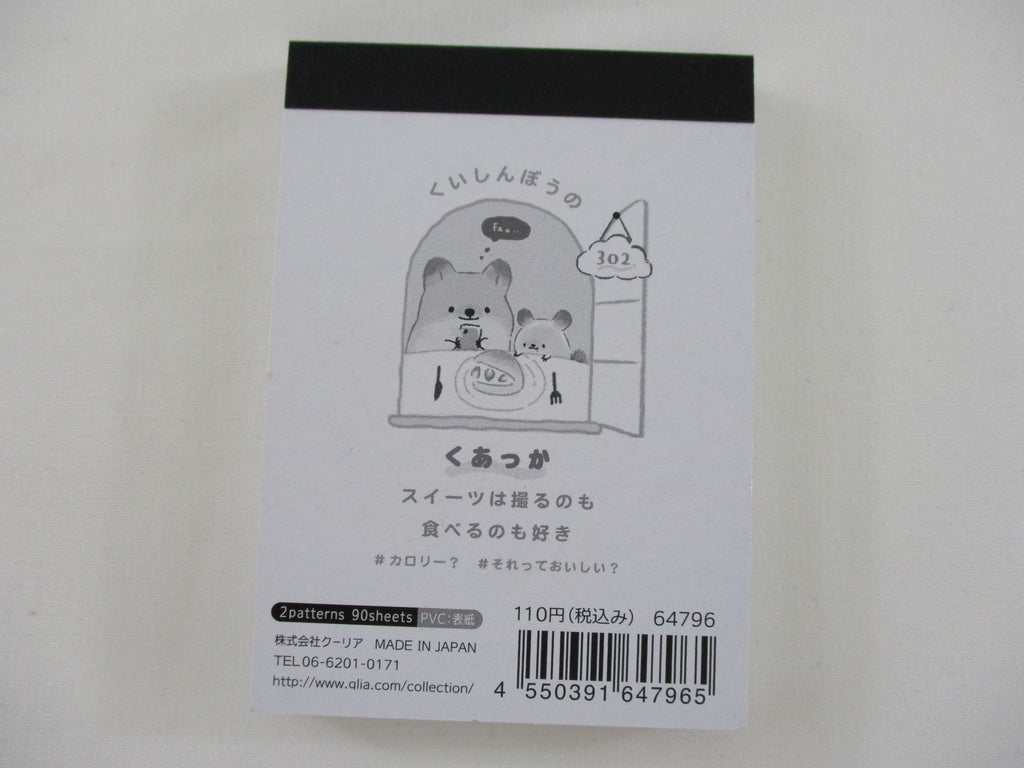 くいしんぼうの
Fa...
302
くあっか
スイーツは撮るのも
食べるのも好き
#カロリー? #それっておいしい?
2patterns 90sheets PVC:表紙
110円(税込み) 64796
株式会社クーリア MADE IN JAPAN
TEL06-6201-0171
http://www.qlia.com/collection/
4 550391 647965